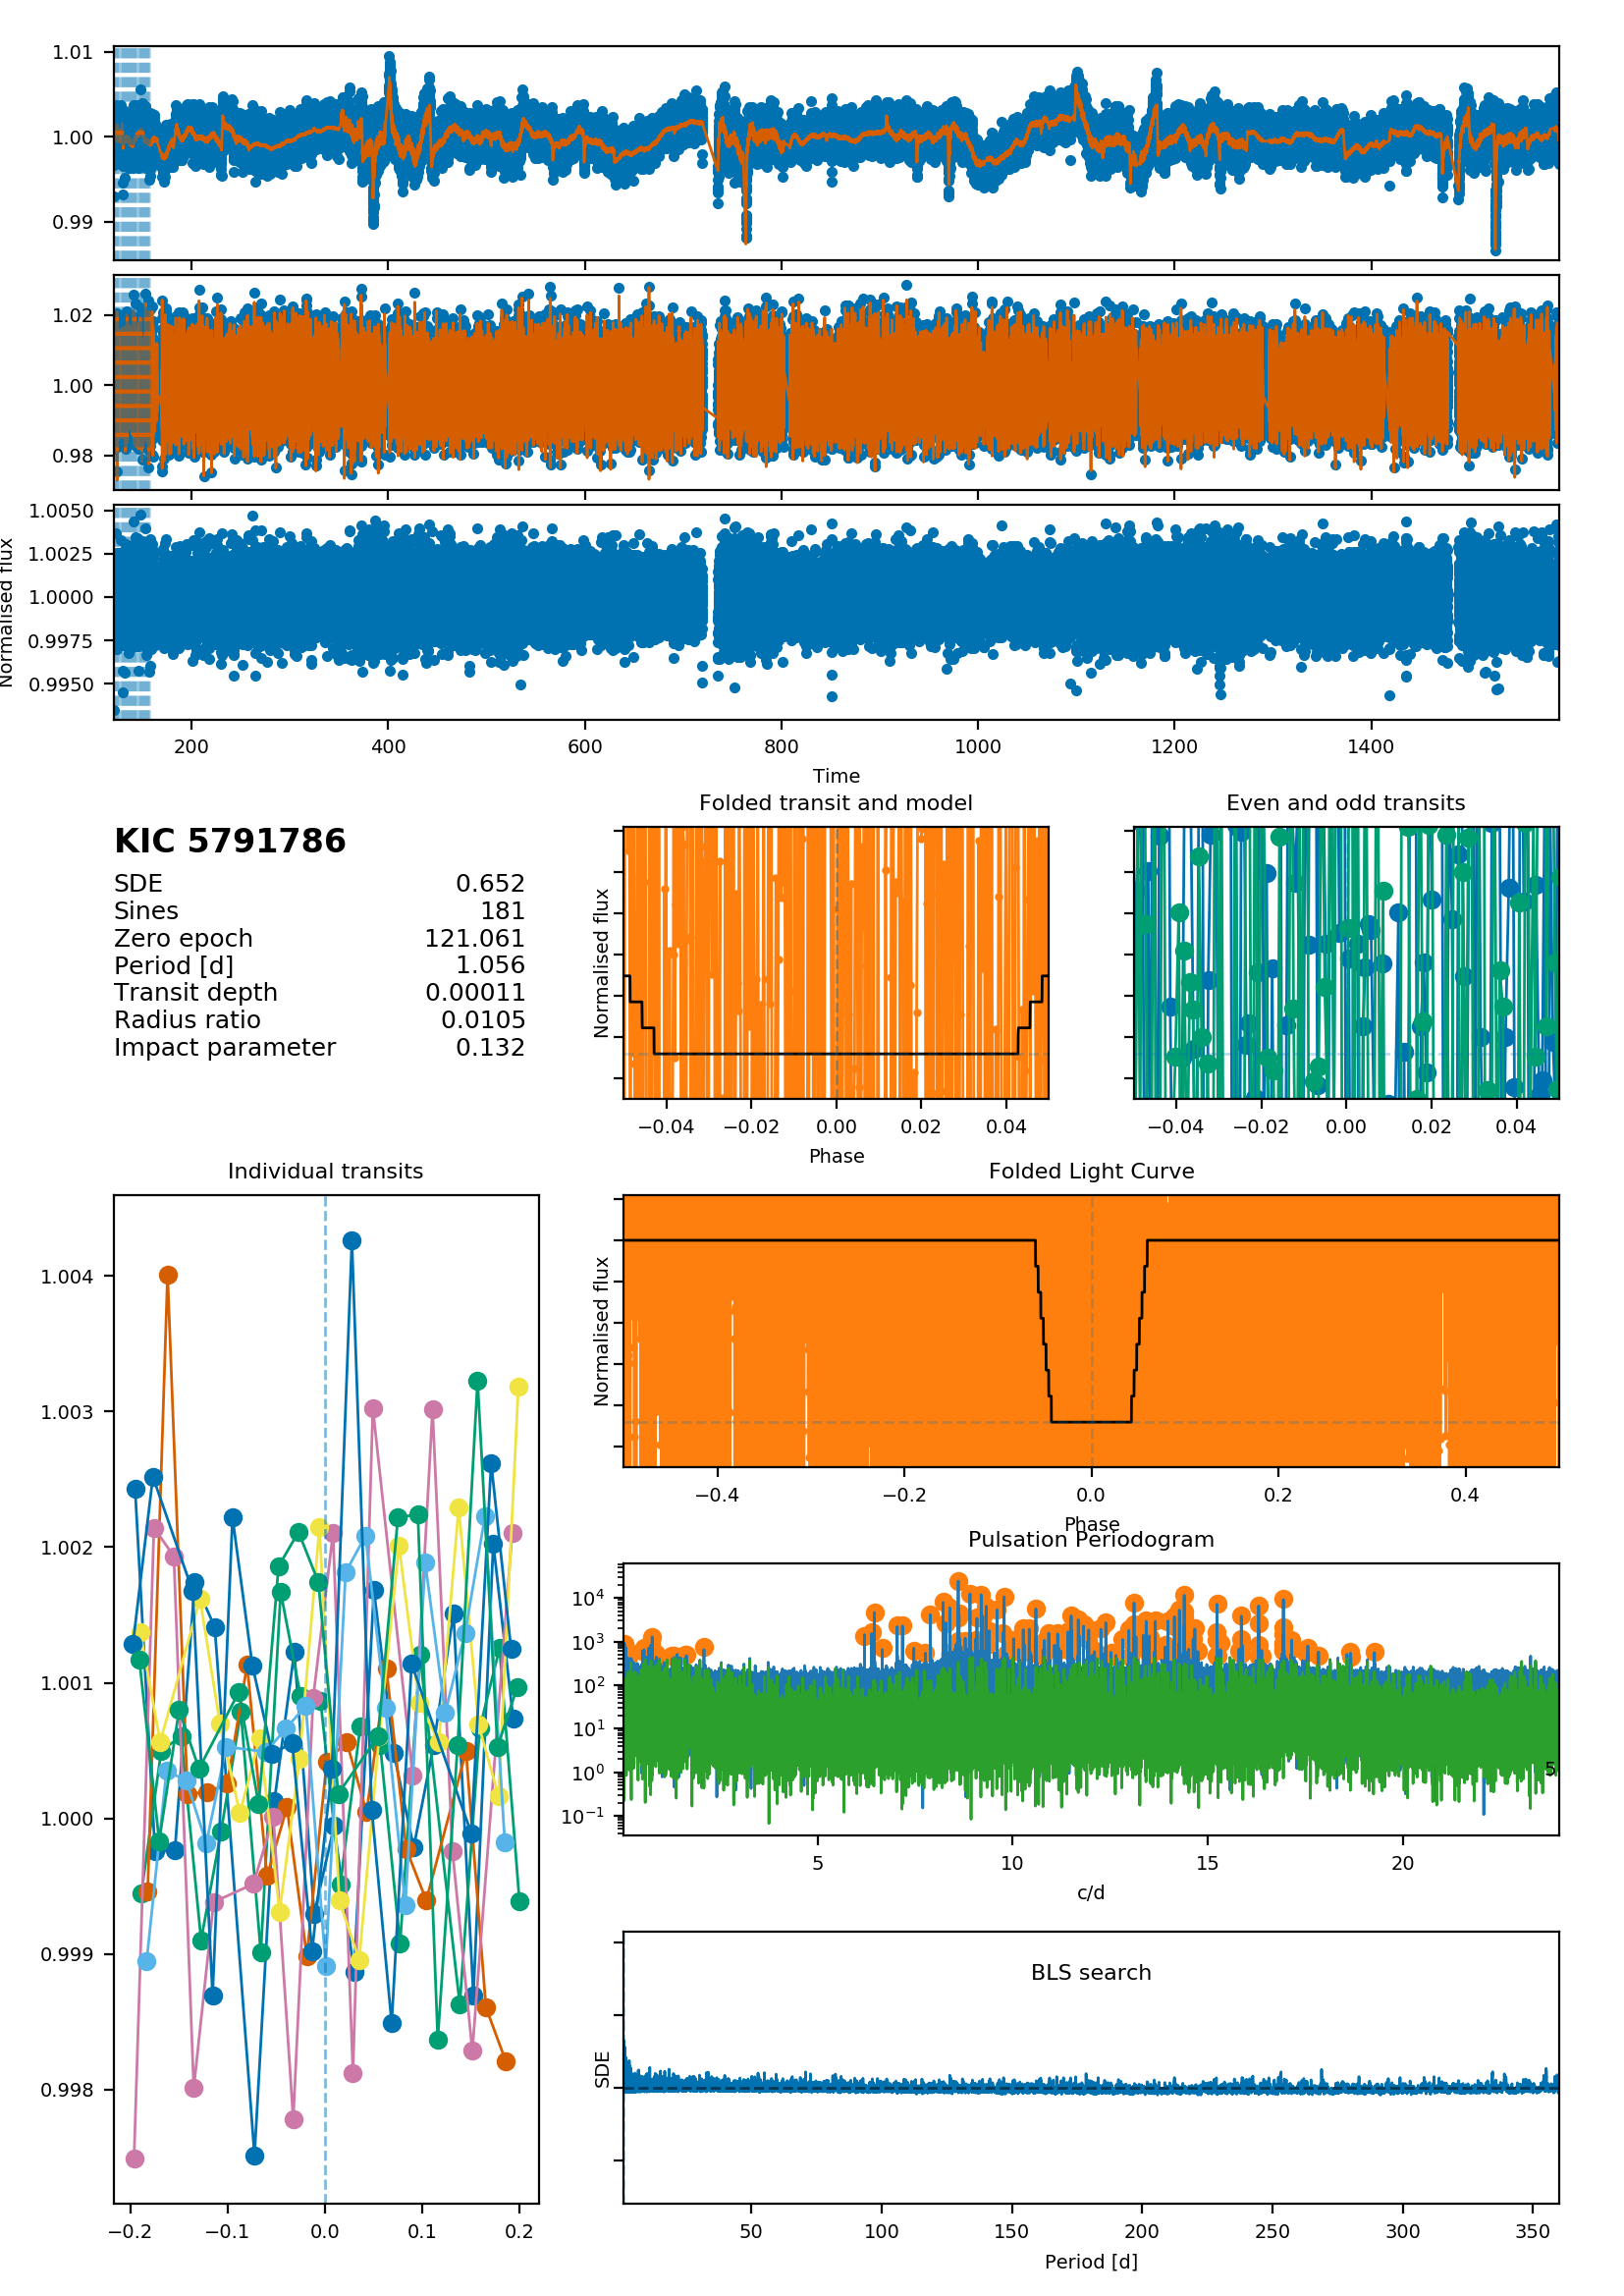 1.01
1.00
0.99
1.02
1.00
0.98
1.0050
1.0025
1.0000
0.9975
0.9950
Normalised flux
200 400 600 800 1000 1200 1400
Time
KIC 5791786
SDE 0.652
Sines 181
Zero epoch 121.061
Period [d] 1.056
Transit depth 0.00011
Radius ratio 0.0105
Impact parameter 0.132
Folded transit and model
Normalised flux
−0.04 −0.02 0.00 0.02 0.04
Phase
Even and odd transits
−0.04 −0.02 0.00 0.02 0.04
Individual transits
1.004
1.003
1.002
1.001
1.000
0.999
0.998
−0.2 −0.1 0.0 0.1 0.2
Folded Light Curve
Normalised flux
−0.4 −0.2 0.0 0.2 0.4
Phase
Pulsation Periodogram
10⁴
10³
10²
10¹
10⁰
10⁻¹
5
5 10 15 20
c/d
BLS search
SDE
50 100 150 200 250 300 350
Period [d]